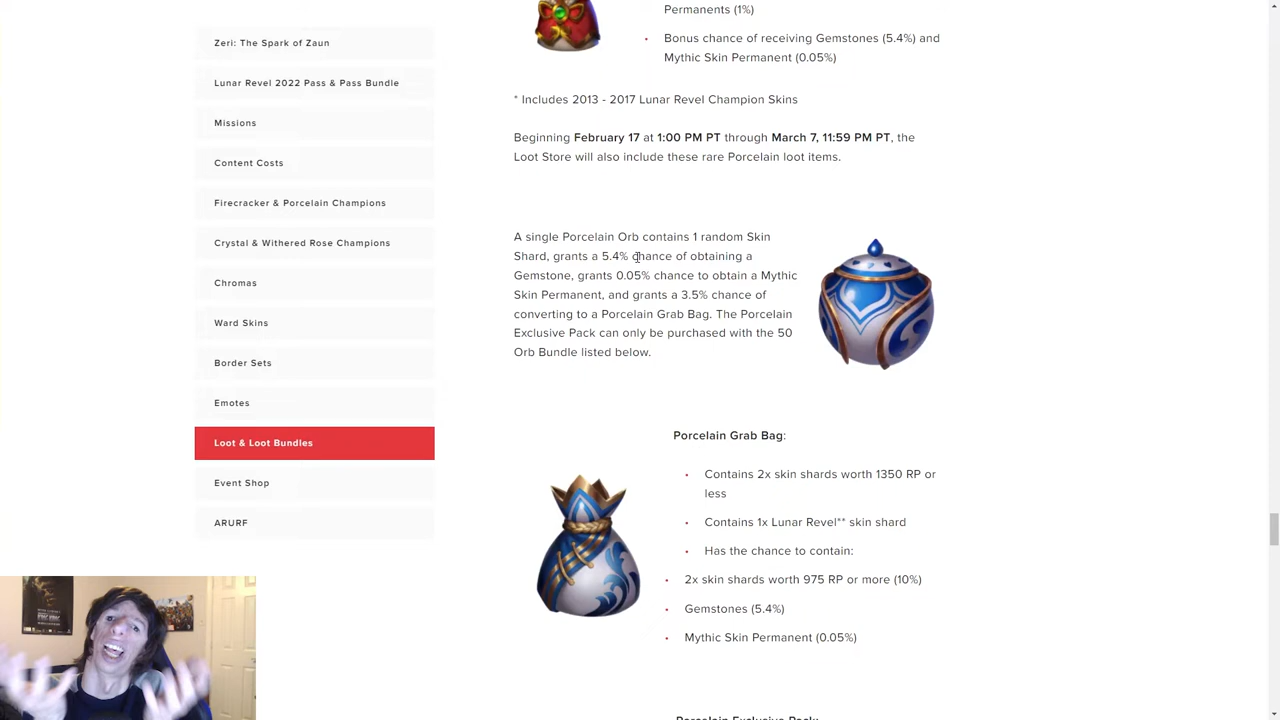 Zeri: The Spark of Zaun
Lunar Revel 2022 Pass & Pass Bundle
Missions
Content Costs
Firecracker & Porcelain Champions
Crystal & Withered Rose Champions
Chromas
Ward Skins
Border Sets
Emotes
Loot & Loot Bundles
Event Shop
ARURF
Permanents (1%)
• Bonus chance of receiving Gemstones (5.4%) and
Mythic Skin Permanent (0.05%)
* Includes 2013 - 2017 Lunar Revel Champion Skins
Beginning February 17 at 1:00 PM PT through March 7, 11:59 PM PT, the
Loot Store will also include these rare Porcelain loot items.
A single Porcelain Orb contains 1 random Skin
Shard, grants a 5.4% chance of obtaining a
Gemstone, grants 0.05% chance to obtain a Mythic
Skin Permanent, and grants a 3.5% chance of
converting to a Porcelain Grab Bag. The Porcelain
Exclusive Pack can only be purchased with the 50
Orb Bundle listed below.
Porcelain Grab Bag:
• Contains 2x skin shards worth 1350 RP or
less
• Contains 1x Lunar Revel** skin shard
• Has the chance to contain:
• 2x skin shards worth 975 RP or more (10%)
• Gemstones (5.4%)
• Mythic Skin Permanent (0.05%)
Porcelain Exclusive Pack: